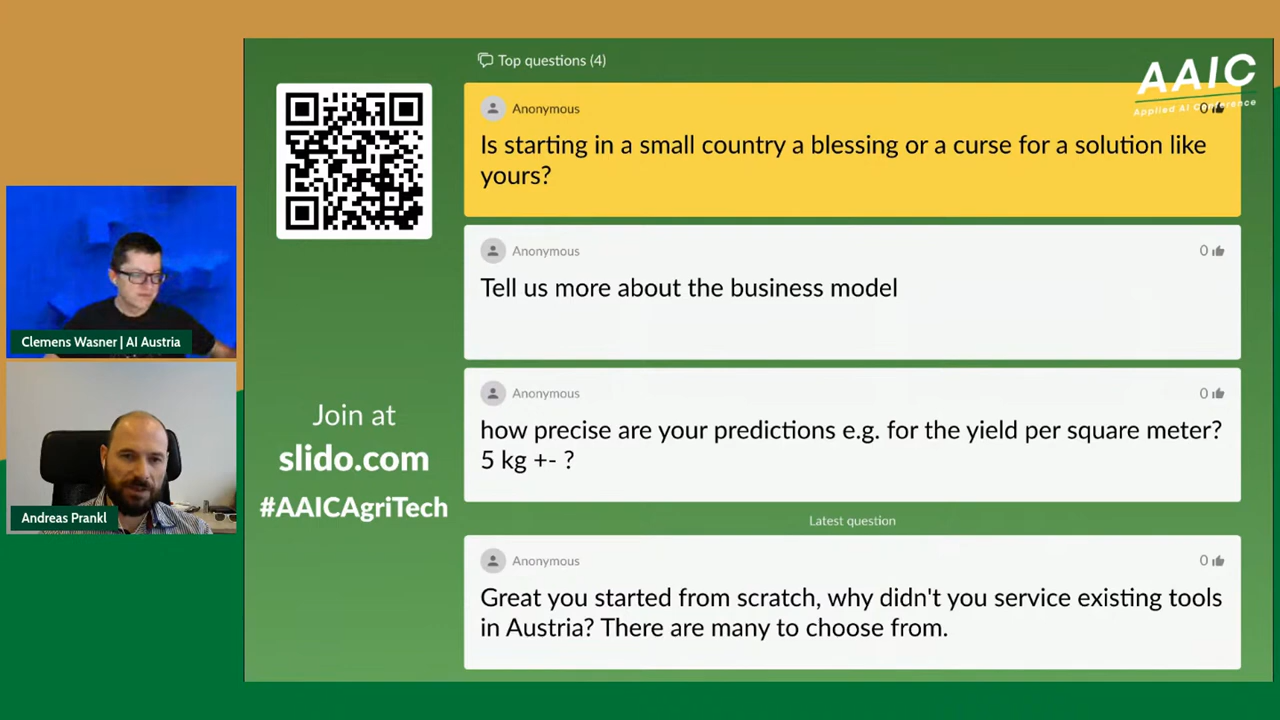 Top questions (4)
AAIC
Applied AI Conference
Anonymous
0
Is starting in a small country a blessing or a curse for a solution like
yours?
Anonymous
0
Tell us more about the business model
Anonymous
0
how precise are your predictions e.g. for the yield per square meter?
5 kg +- ?
Latest question
Anonymous
0
Great you started from scratch, why didn't you service existing tools
in Austria? There are many to choose from.
Join at
slido.com
#AAICAgriTech
Clemens Wasner | AI Austria
Andreas Prankl